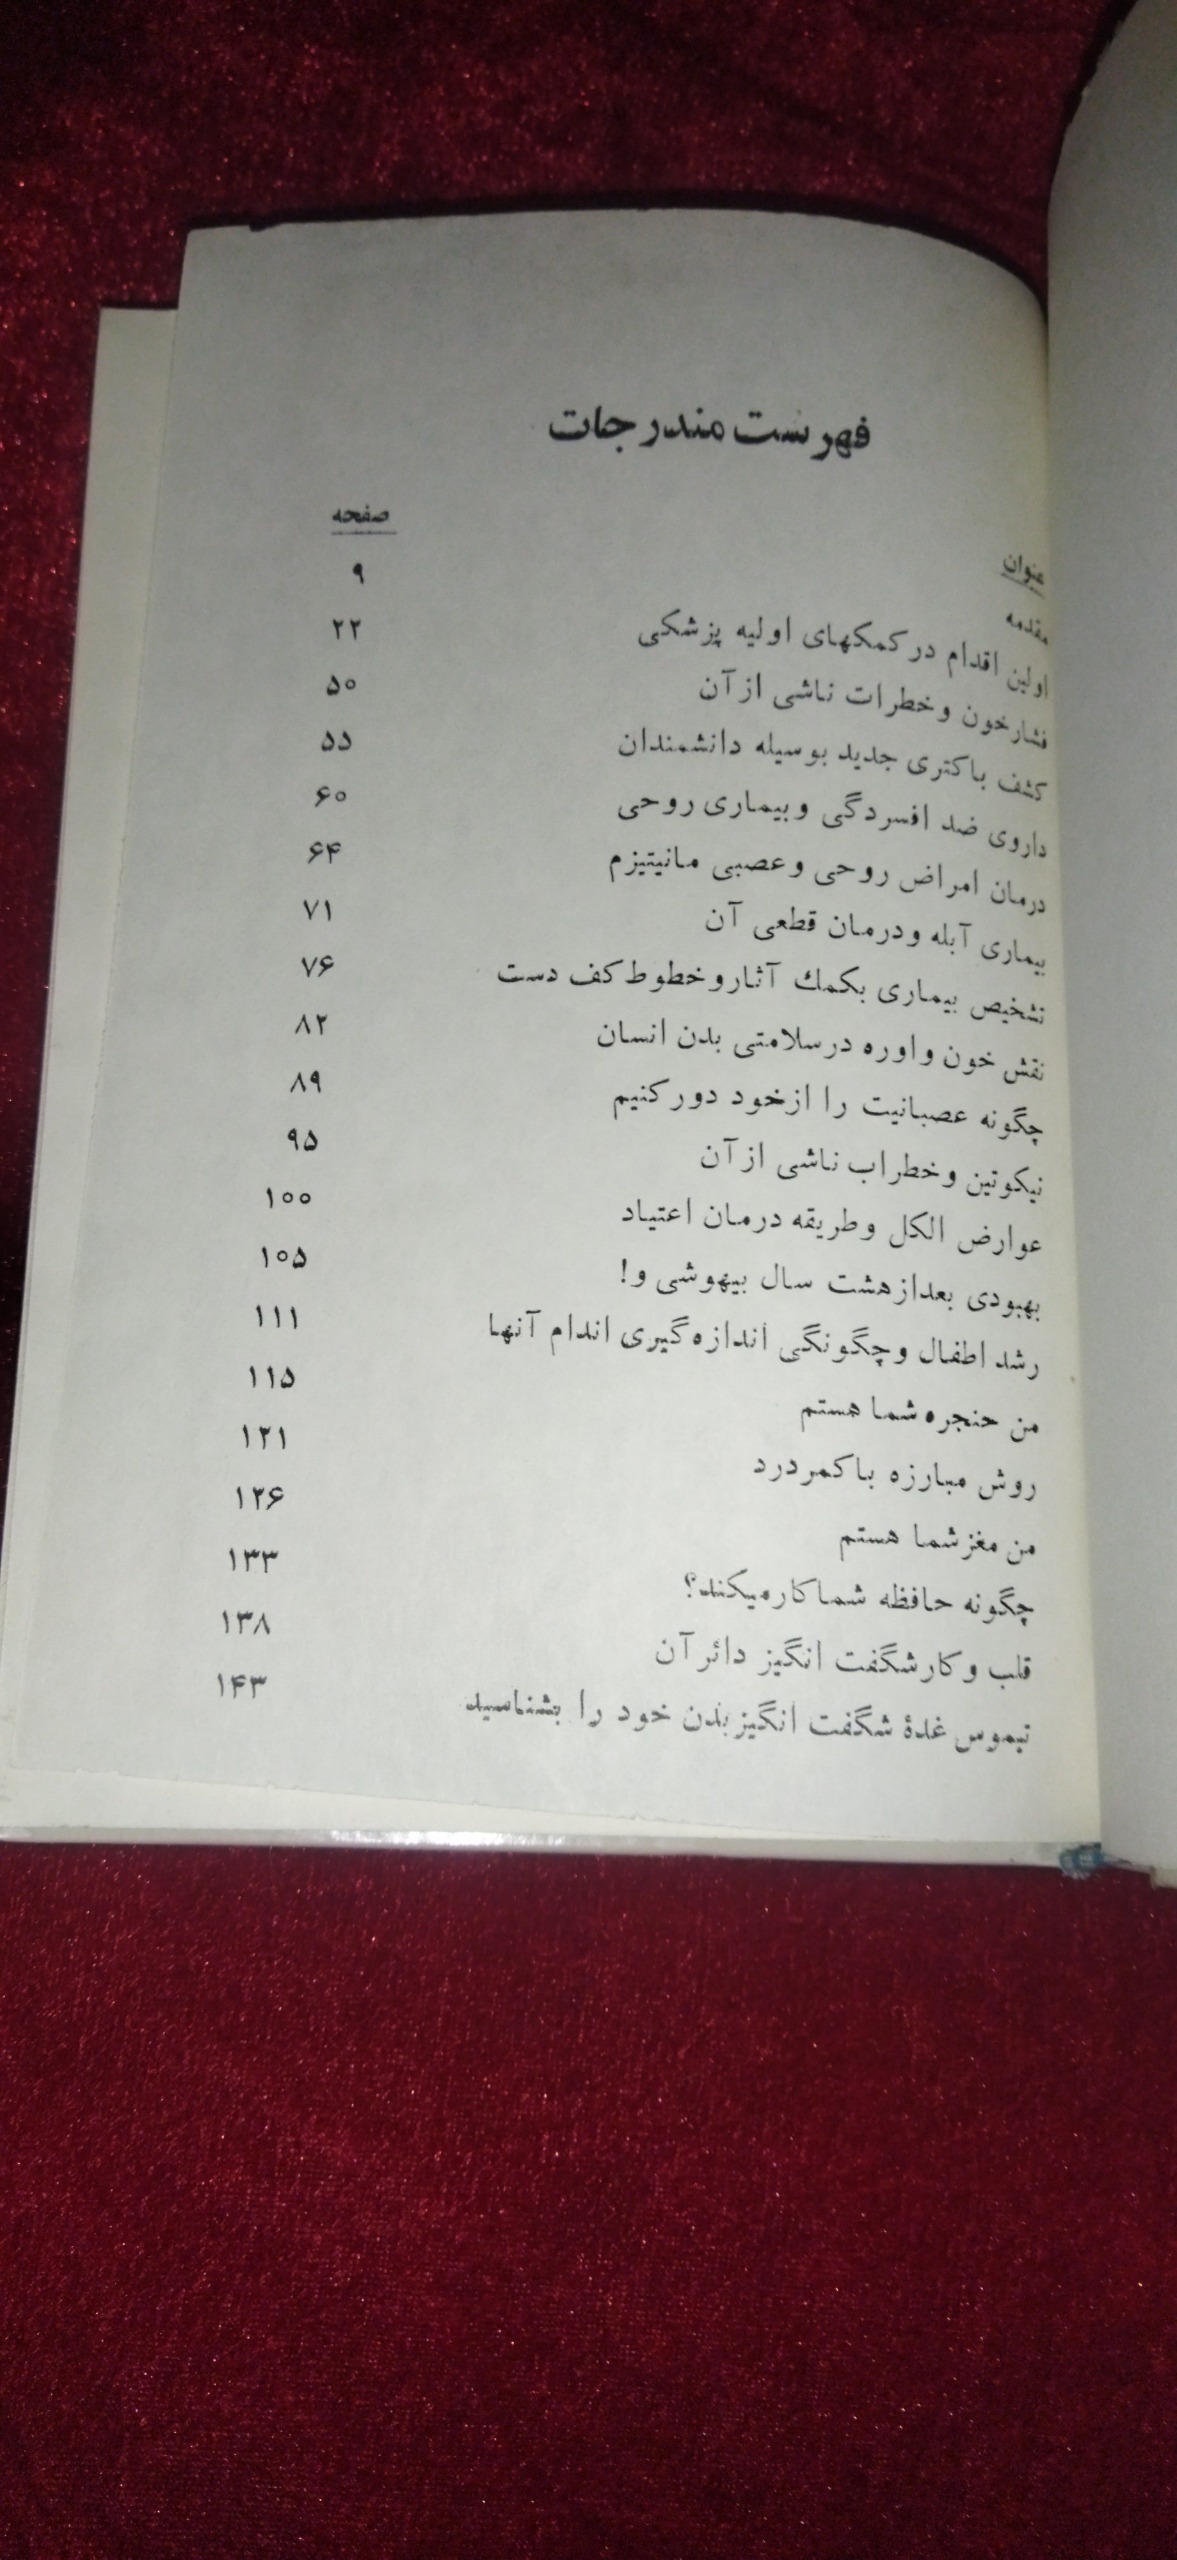 فهرست مندرجات
عنوان صفحه
مقدمه ۹
اولین اقدام در کمکهای اولیه پزشکی ۲۲
فشارخون وخطرات ناشی ازآن ۵۰
کشف باکتری جدید بوسیله دانشمندان ۵۵
داروی ضد افسردگی وبیماری روحی ۶۰
درمان امراض روحی وعصبی مانیتیزم ۶۴
بیماری آبله ودرمان قطعی آن ۷۱
تشخیص بیماری بکمك آثاروخطوط کف دست ۷۶
نقش خون واوره درسلامتی بدن انسان ۸۲
چگونه عصبانیت را ازخود دورکنیم ۸۹
نیکوتین وخطراب ناشی ازآن ۹۵
عوارض الکل وطریقه درمان اعتیاد ۱۰۰
بهبودی بعدازهشت سال بیهوشی و! ۱۰۵
رشد اطفال وچگونگی اندازه‌گیری اندام آنها ۱۱۱
من حنجره شما هستم ۱۱۵
روش مبارزه باکمردرد ۱۲۱
من مغزشما هستم ۱۲۶
چگونه حافظه شماکارمیکند؟ ۱۳۳
قلب وکارشگفت انگیز دائرآن ۱۳۸
تیموس غدهٔ شگفت انگیزبدن خود را بشناسید ۱۴۳